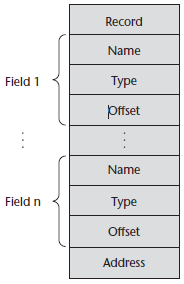 Record
Name
Field 1
Type
Offset
Name
Field n
Type
Offset
Address